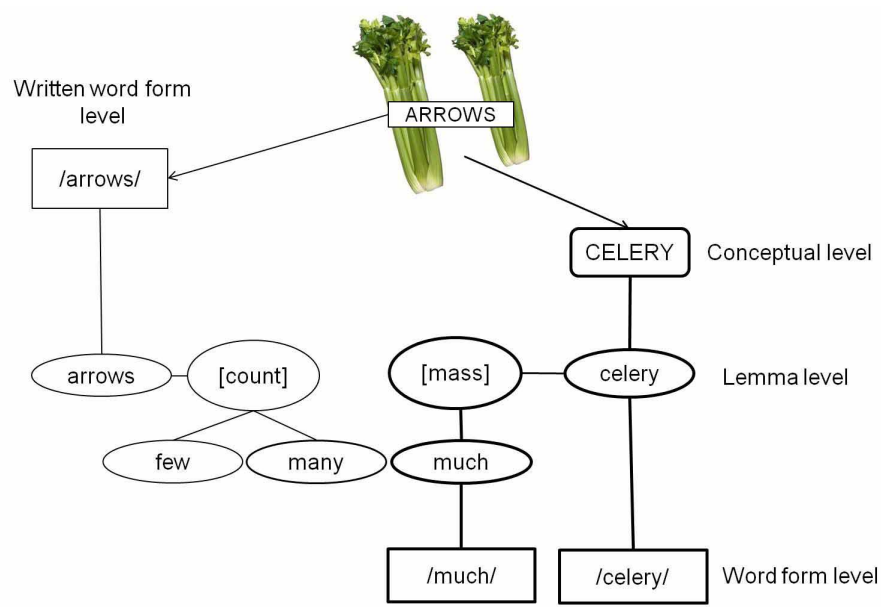 Written word form
level
ARROWS
/arrows/
CELERY
Conceptual level
arrows
[count]
[mass]
celery
Lemma level
few
many
much
/much/
/celery/
Word form level